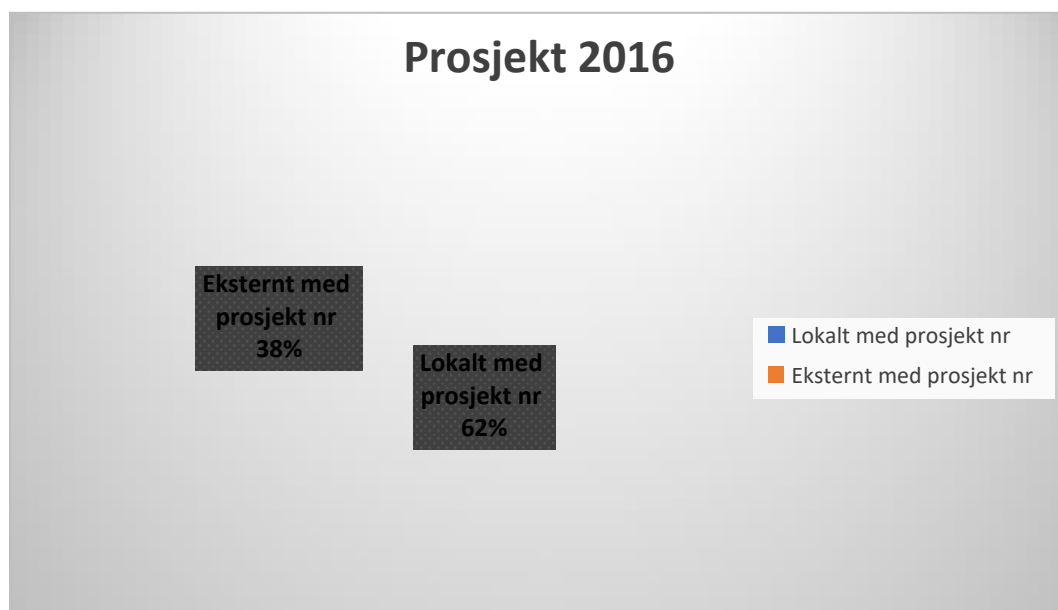 Prosjekt 2016
Eksternt med
prosjekt nr
38%
Lokalt med
prosjekt nr
62%
Lokalt med prosjekt nr
Eksternt med prosjekt nr